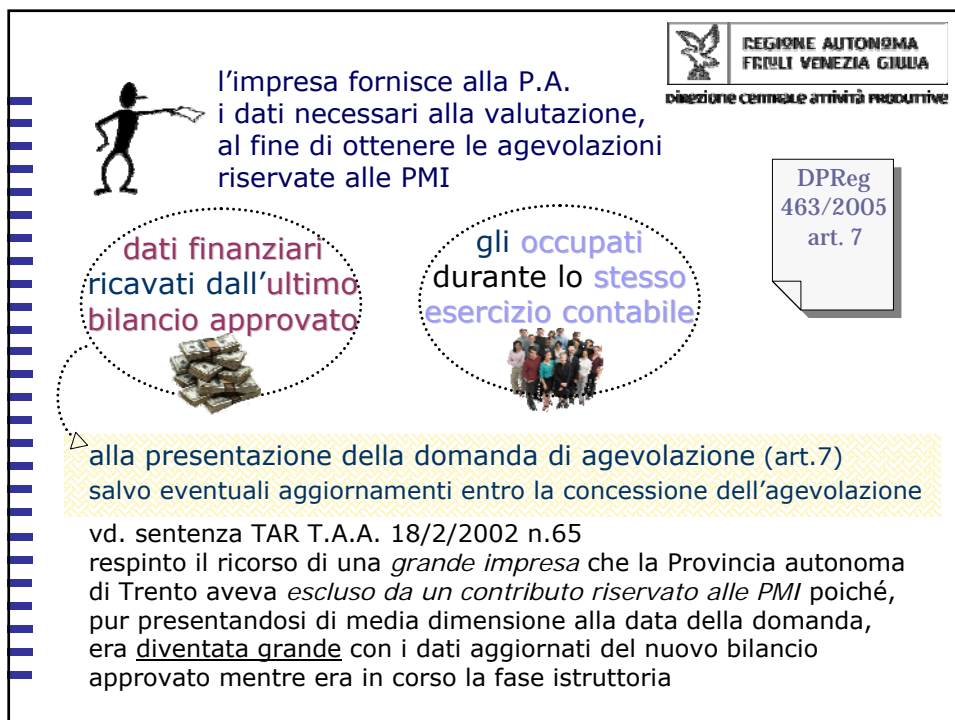 REGIONE AUTONOMA
FRIULI VENEZIA GIULIA
Direzione centrale attività produttive
l’impresa fornisce alla P.A.
i dati necessari alla valutazione,
al fine di ottenere le agevolazioni
riservate alle PMI
DPReg
463/2005
art. 7
dati finanziari
ricavati dall’ultimo
bilancio approvato
gli occupati
durante lo stesso
esercizio contabile
alla presentazione della domanda di agevolazione (art.7)
salvo eventuali aggiornamenti entro la concessione dell’agevolazione
vd. sentenza TAR T.A.A. 18/2/2002 n.65
respinto il ricorso di una grande impresa che la Provincia autonoma
di Trento aveva escluso da un contributo riservato alle PMI poiché,
pur presentandosi di media dimensione alla data della domanda,
era diventata grande con i dati aggiornati del nuovo bilancio
approvato mentre era in corso la fase istruttoria